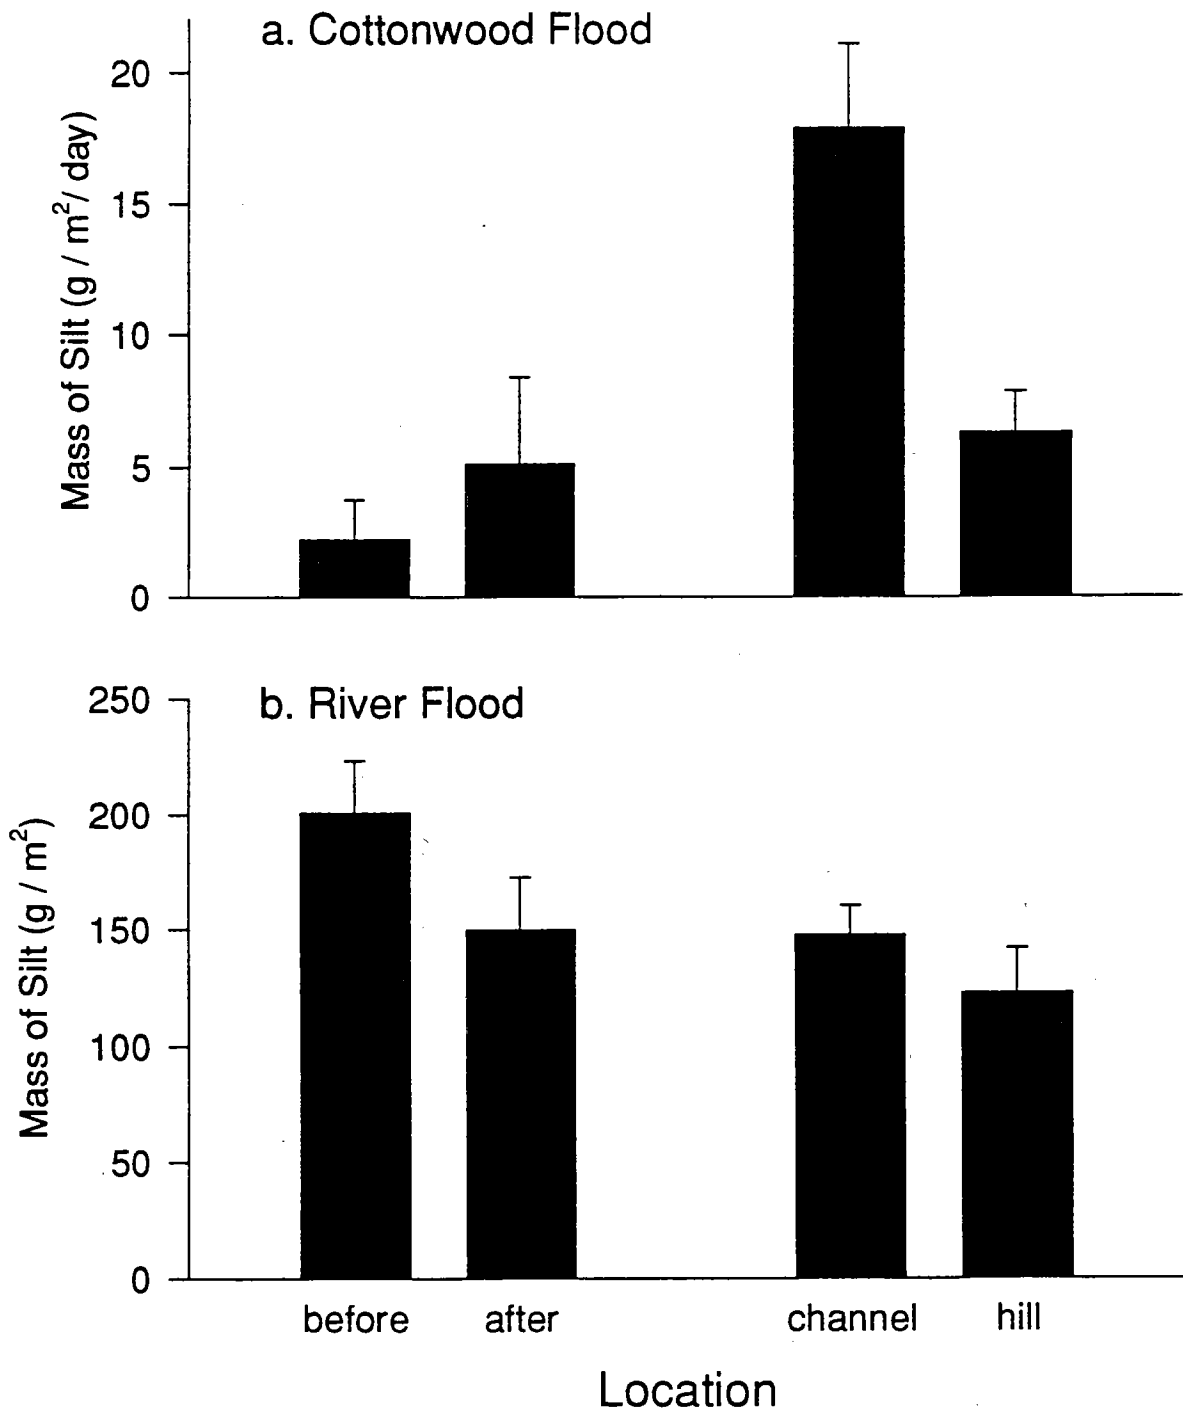 a. Cottonwood Flood
Mass of Silt (g / m²/ day)
20
15
10
5
0
b. River Flood
Mass of Silt (g / m²)
250
200
150
100
50
0
before after channel hill
Location